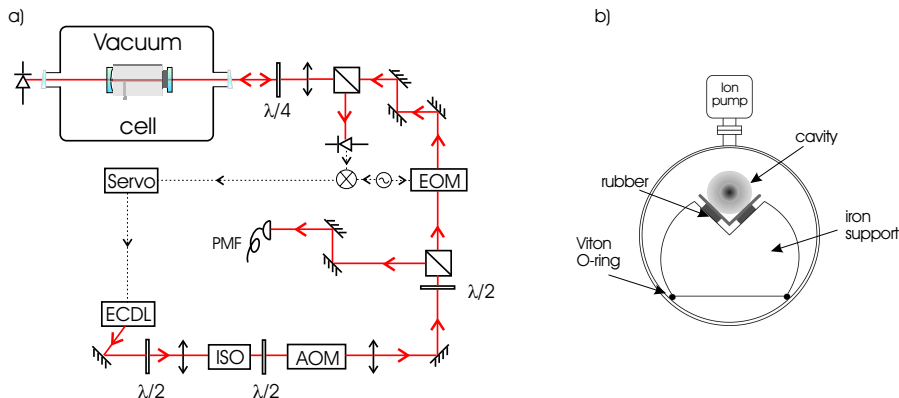 a)
Vacuum
cell
λ/4
Servo
EOM
PMF
λ/2
ECDL
ISO
AOM
λ/2
λ/2
b)
Ion
pump
cavity
rubber
iron
support
Viton
O-ring